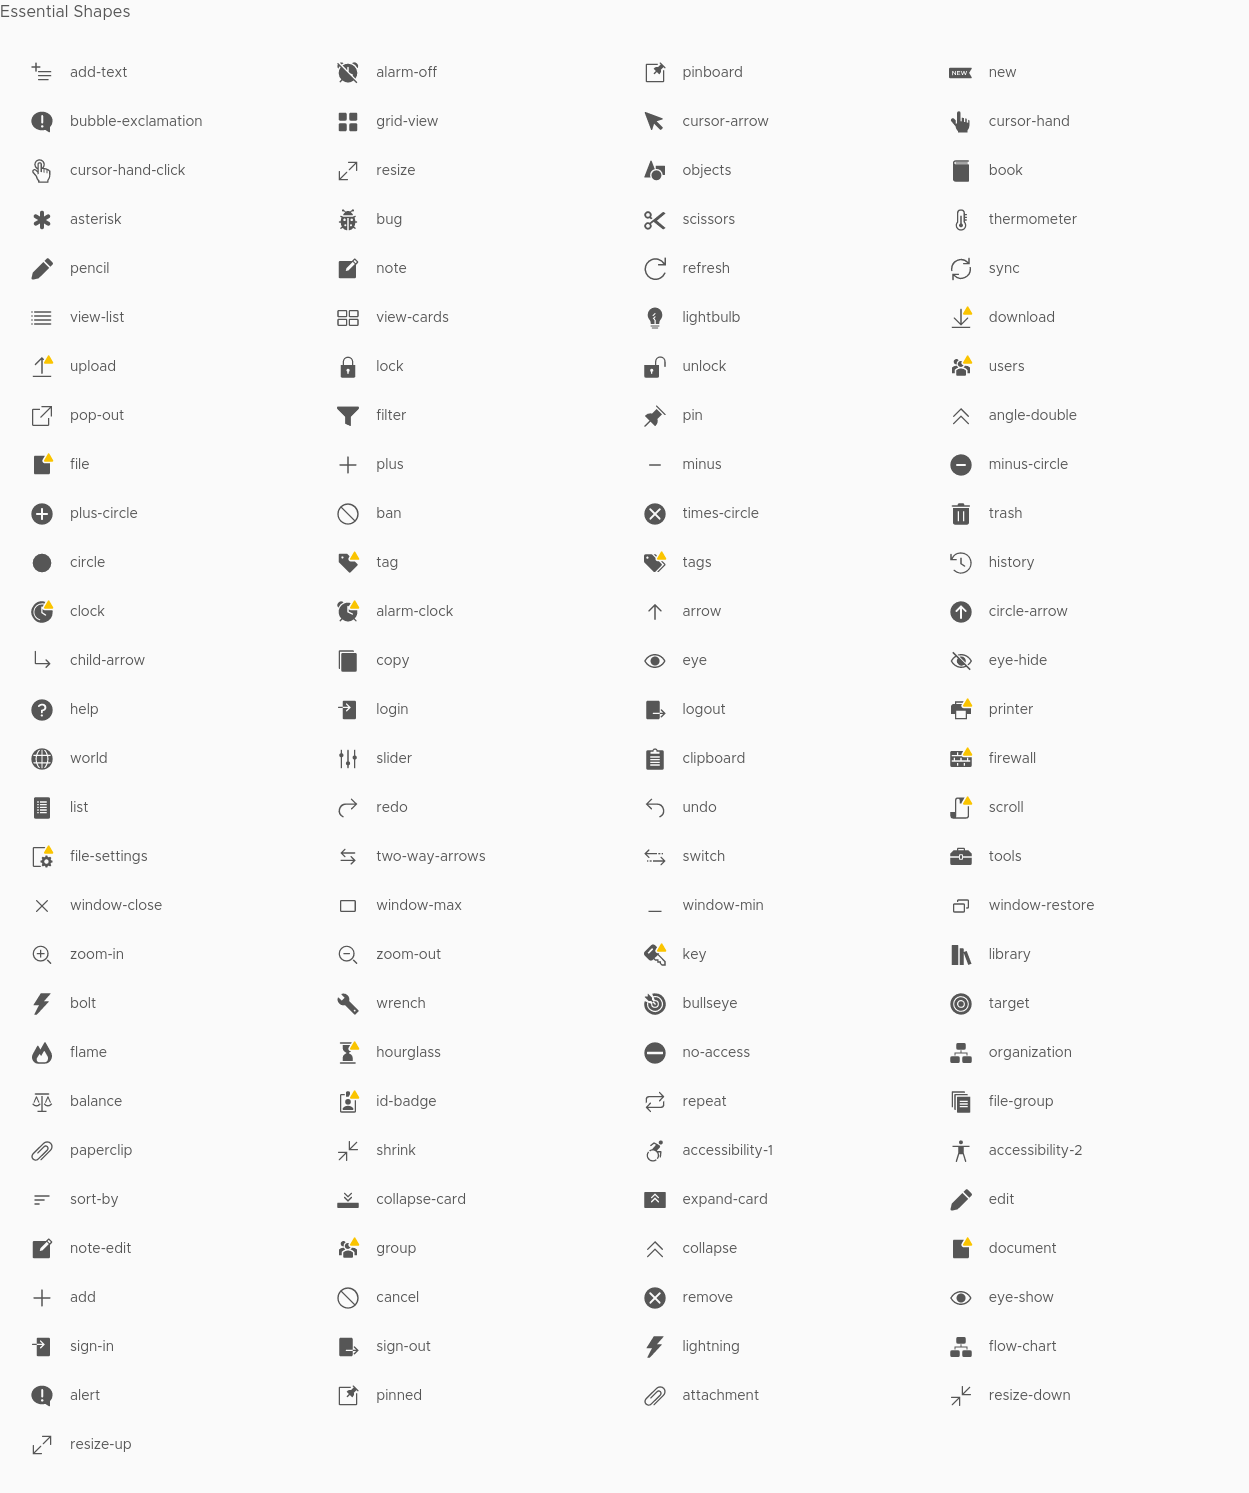 Essential Shapes
add-text alarm-off pinboard NEW new
bubble-exclamation grid-view cursor-arrow cursor-hand
cursor-hand-click resize objects book
asterisk bug scissors thermometer
pencil note refresh sync
view-list view-cards lightbulb download
upload lock unlock users
pop-out filter pin angle-double
file plus minus minus-circle
plus-circle ban times-circle trash
circle tag tags history
clock alarm-clock arrow circle-arrow
child-arrow copy eye eye-hide
help login logout printer
world slider clipboard firewall
list redo undo scroll
file-settings two-way-arrows switch tools
window-close window-max window-min window-restore
zoom-in zoom-out key library
bolt wrench bullseye target
flame hourglass no-access organization
balance id-badge repeat file-group
paperclip shrink accessibility-1 accessibility-2
sort-by collapse-card expand-card edit
note-edit group collapse document
add cancel remove eye-show
sign-in sign-out lightning flow-chart
alert pinned attachment resize-down
resize-up